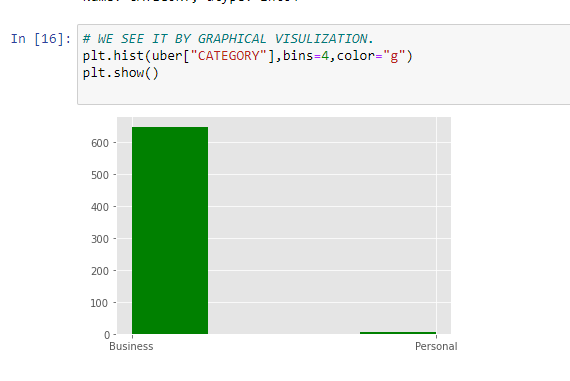 In [16]: # WE SEE IT BY GRAPHICAL VISULIZATION.
plt.hist(uber["CATEGORY"],bins=4,color="g")
plt.show()
600
500
400
300
200
100
0
Business Personal